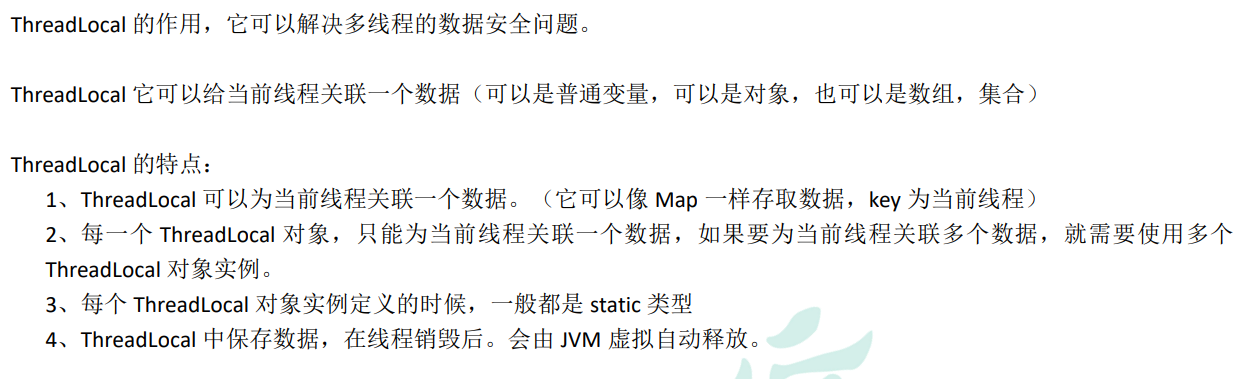 ThreadLocal 的作用，它可以解决多线程的数据安全问题。
ThreadLocal 它可以给当前线程关联一个数据（可以是普通变量，可以是对象，也可以是数组，集合）
ThreadLocal 的特点：
1、ThreadLocal 可以为当前线程关联一个数据。（它可以像 Map 一样存取数据，key 为当前线程）
2、每一个 ThreadLocal 对象，只能为当前线程关联一个数据，如果要为当前线程关联多个数据，就需要使用多个
ThreadLocal 对象实例。
3、每个 ThreadLocal 对象实例定义的时候，一般都是 static 类型
4、ThreadLocal 中保存数据，在线程销毁后。会由 JVM 虚拟自动释放。